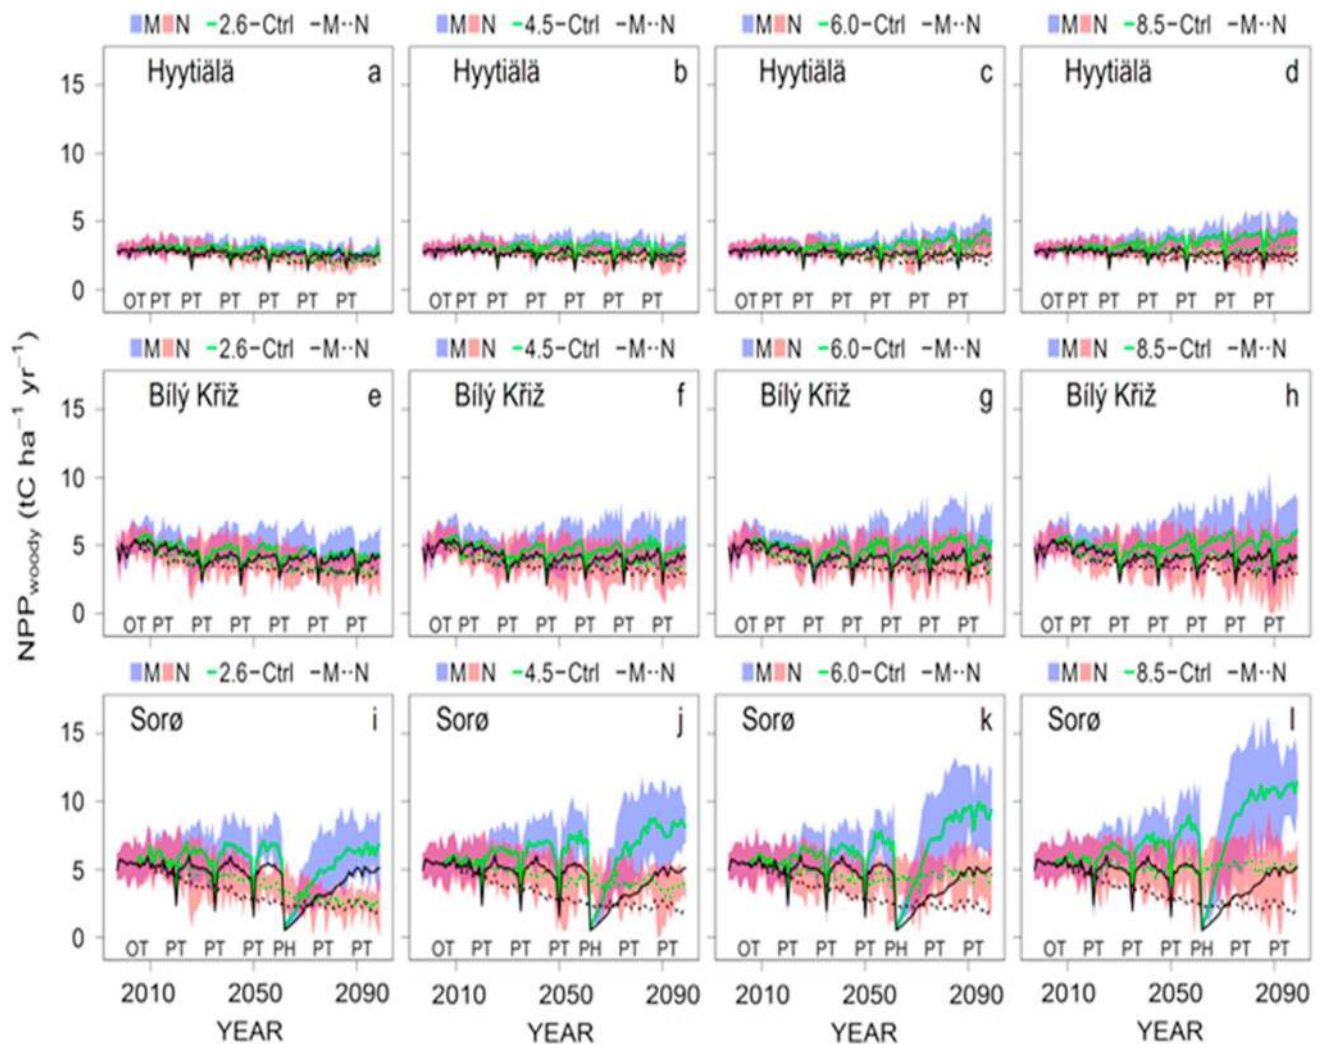 M N 2.6 Ctrl M N M N 4.5 Ctrl M N M N 6.0 Ctrl M N M N 8.5 Ctrl M N
Hyytiälä a Hyytiälä b Hyytiälä c Hyytiälä d
15
10
5
0
OT PT PT PT PT PT PT OT PT PT PT PT PT PT OT PT PT PT PT PT PT OT PT PT PT PT PT PT
M N 2.6 Ctrl M N M N 4.5 Ctrl M N M N 6.0 Ctrl M N M N 8.5 Ctrl M N
Bílý Křiž e Bílý Křiž f Bílý Křiž g Bílý Křiž h
15
10
5
0
OT PT PT PT PT PT PT OT PT PT PT PT PT PT OT PT PT PT PT PT PT OT PT PT PT PT PT PT
M N 2.6 Ctrl M N M N 4.5 Ctrl M N M N 6.0 Ctrl M N M N 8.5 Ctrl M N
Sorø i Sorø j Sorø k Sorø l
15
10
5
0
OT PT PT PT PH PT PT OT PT PT PT PH PT PT OT PT PT PT PH PT PT OT PT PT PT PH PT PT
2010 2050 2090 2010 2050 2090 2010 2050 2090 2010 2050 2090
YEAR YEAR YEAR YEAR
NPPwoody (tC ha⁻¹ yr⁻¹)